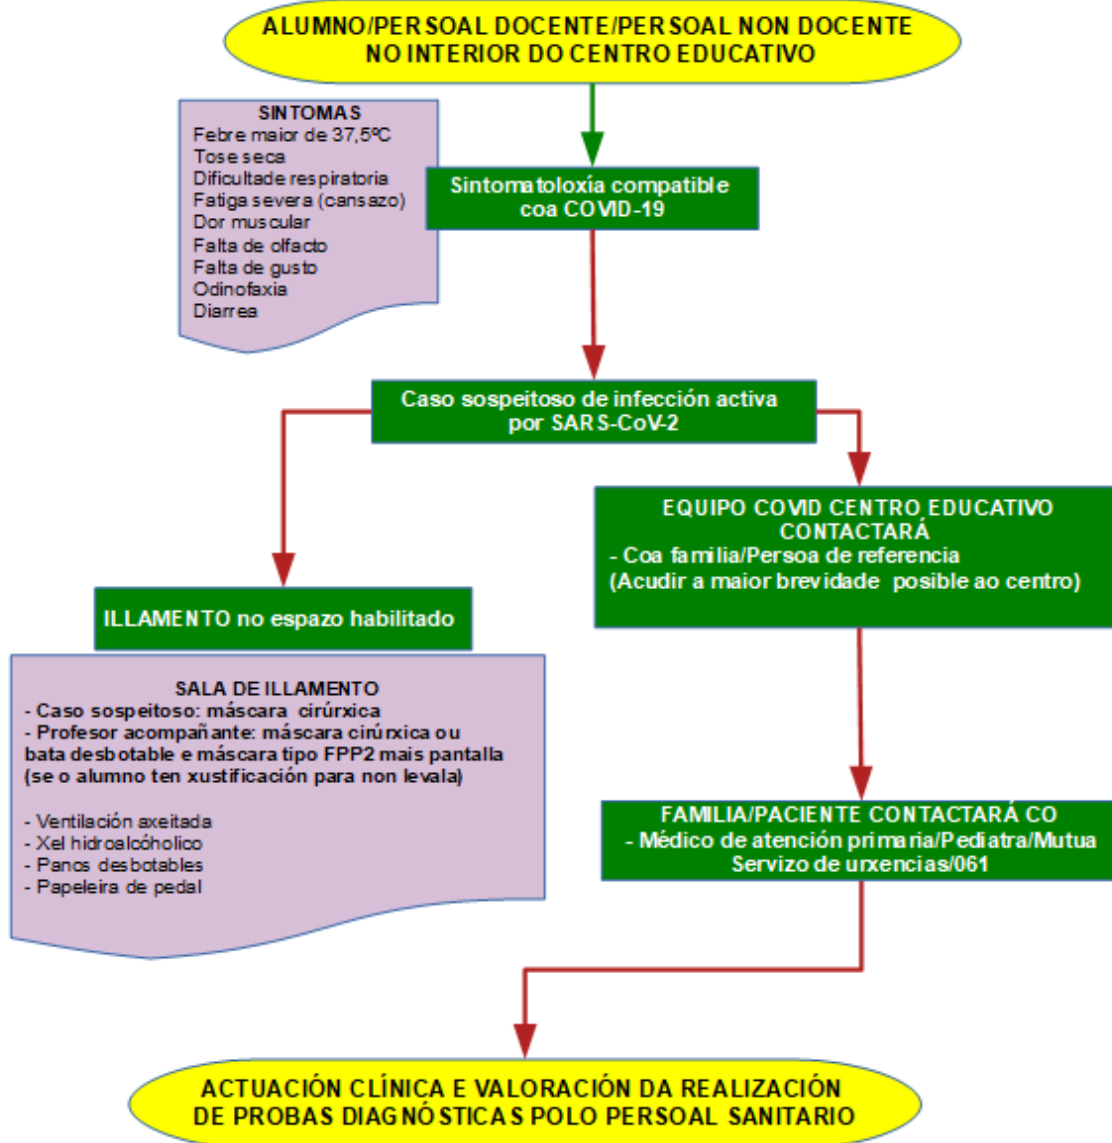 ALUMNO/PERSOAL DOCENTE/PERSOAL NON DOCENTE
NO INTERIOR DO CENTRO EDUCATIVO
SINTOMAS
Febre maior de 37,5ºC
Tose seca
Dificultade respiratoria
Fatiga severa (cansazo)
Dor muscular
Falta de olfacto
Falta de gusto
Odinofaxia
Diarrea
Sintomatoloxía compatible
coa COVID-19
Caso sospeitoso de infección activa
por SARS-CoV-2
EQUIPO COVID CENTRO EDUCATIVO
CONTACTARÁ
- Coa familia/Persoa de referencia
(Acudir a maior brevidade posible ao centro)
ILLAMENTO no espazo habilitado
SALA DE ILLAMENTO
- Caso sospeitoso: máscara cirúrxica
- Profesor acompañante: máscara cirúrxica ou
bata desbotable e máscara tipo FPP2 mais pantalla
(se o alumno ten xustificación para non levala)
- Ventilación axeitada
- Xel hidroalcóholico
- Panos desbotables
- Papeleira de pedal
FAMILIA/PACIENTE CONTACTARÁ CO
- Médico de atención primaria/Pediatra/Mutua
Servizo de urxencias/061
ACTUACIÓN CLÍNICA E VALORACIÓN DA REALIZACIÓN
DE PROBAS DIAGNÓSTICAS POLO PERSOAL SANITARIO